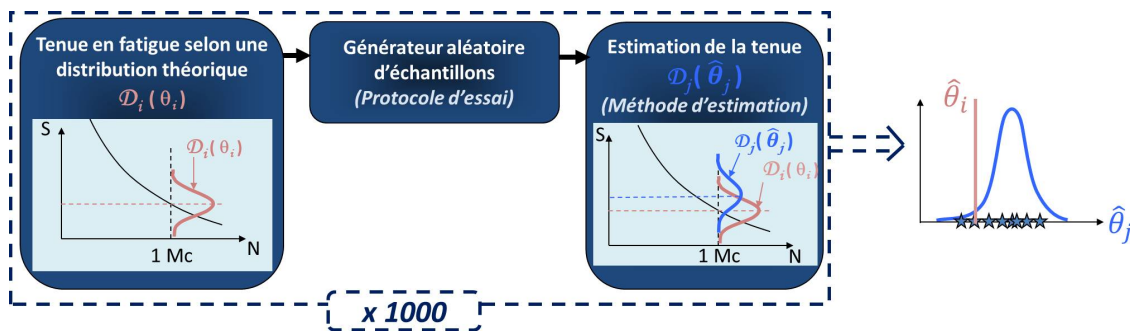 Tenue en fatigue selon une
distribution théorique
𝒟i ( θi )
S
𝒟i( θi )
N
1 Mc
Générateur aléatoire
d'échantillons
(Protocole d'essai)
Estimation de la tenue
𝒟j ( θ̂j )
(Méthode d'estimation)
S
𝒟j( θ̂j )
𝒟i( θi )
N
1 Mc
x 1000
θ̂i
θ̂j